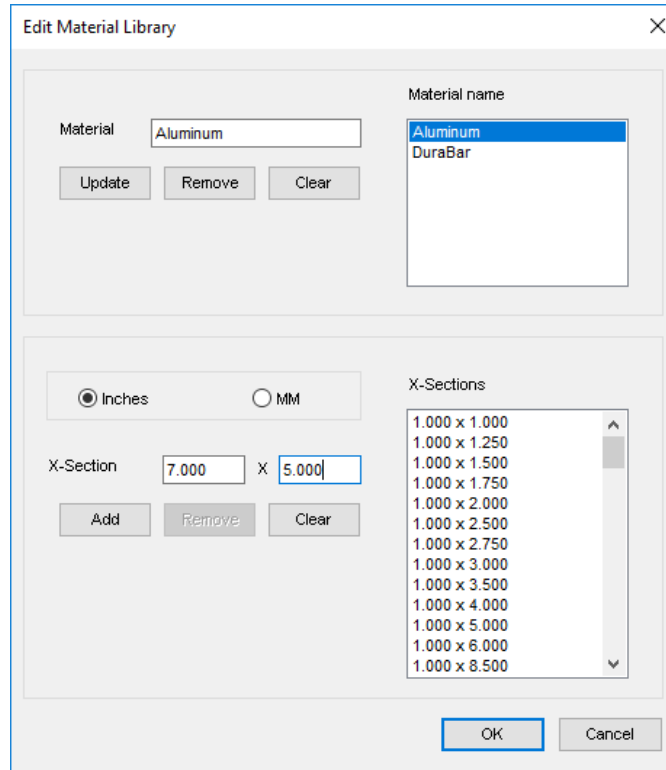 Edit Material Library
Material name
Material Aluminum
Aluminum
DuraBar
Update Remove Clear
Inches MM
X-Sections
X-Section 7.000 X 5.000
Add Remove Clear
1.000 x 1.000
1.000 x 1.250
1.000 x 1.500
1.000 x 1.750
1.000 x 2.000
1.000 x 2.500
1.000 x 2.750
1.000 x 3.000
1.000 x 3.500
1.000 x 4.000
1.000 x 5.000
1.000 x 6.000
1.000 x 8.500
OK Cancel